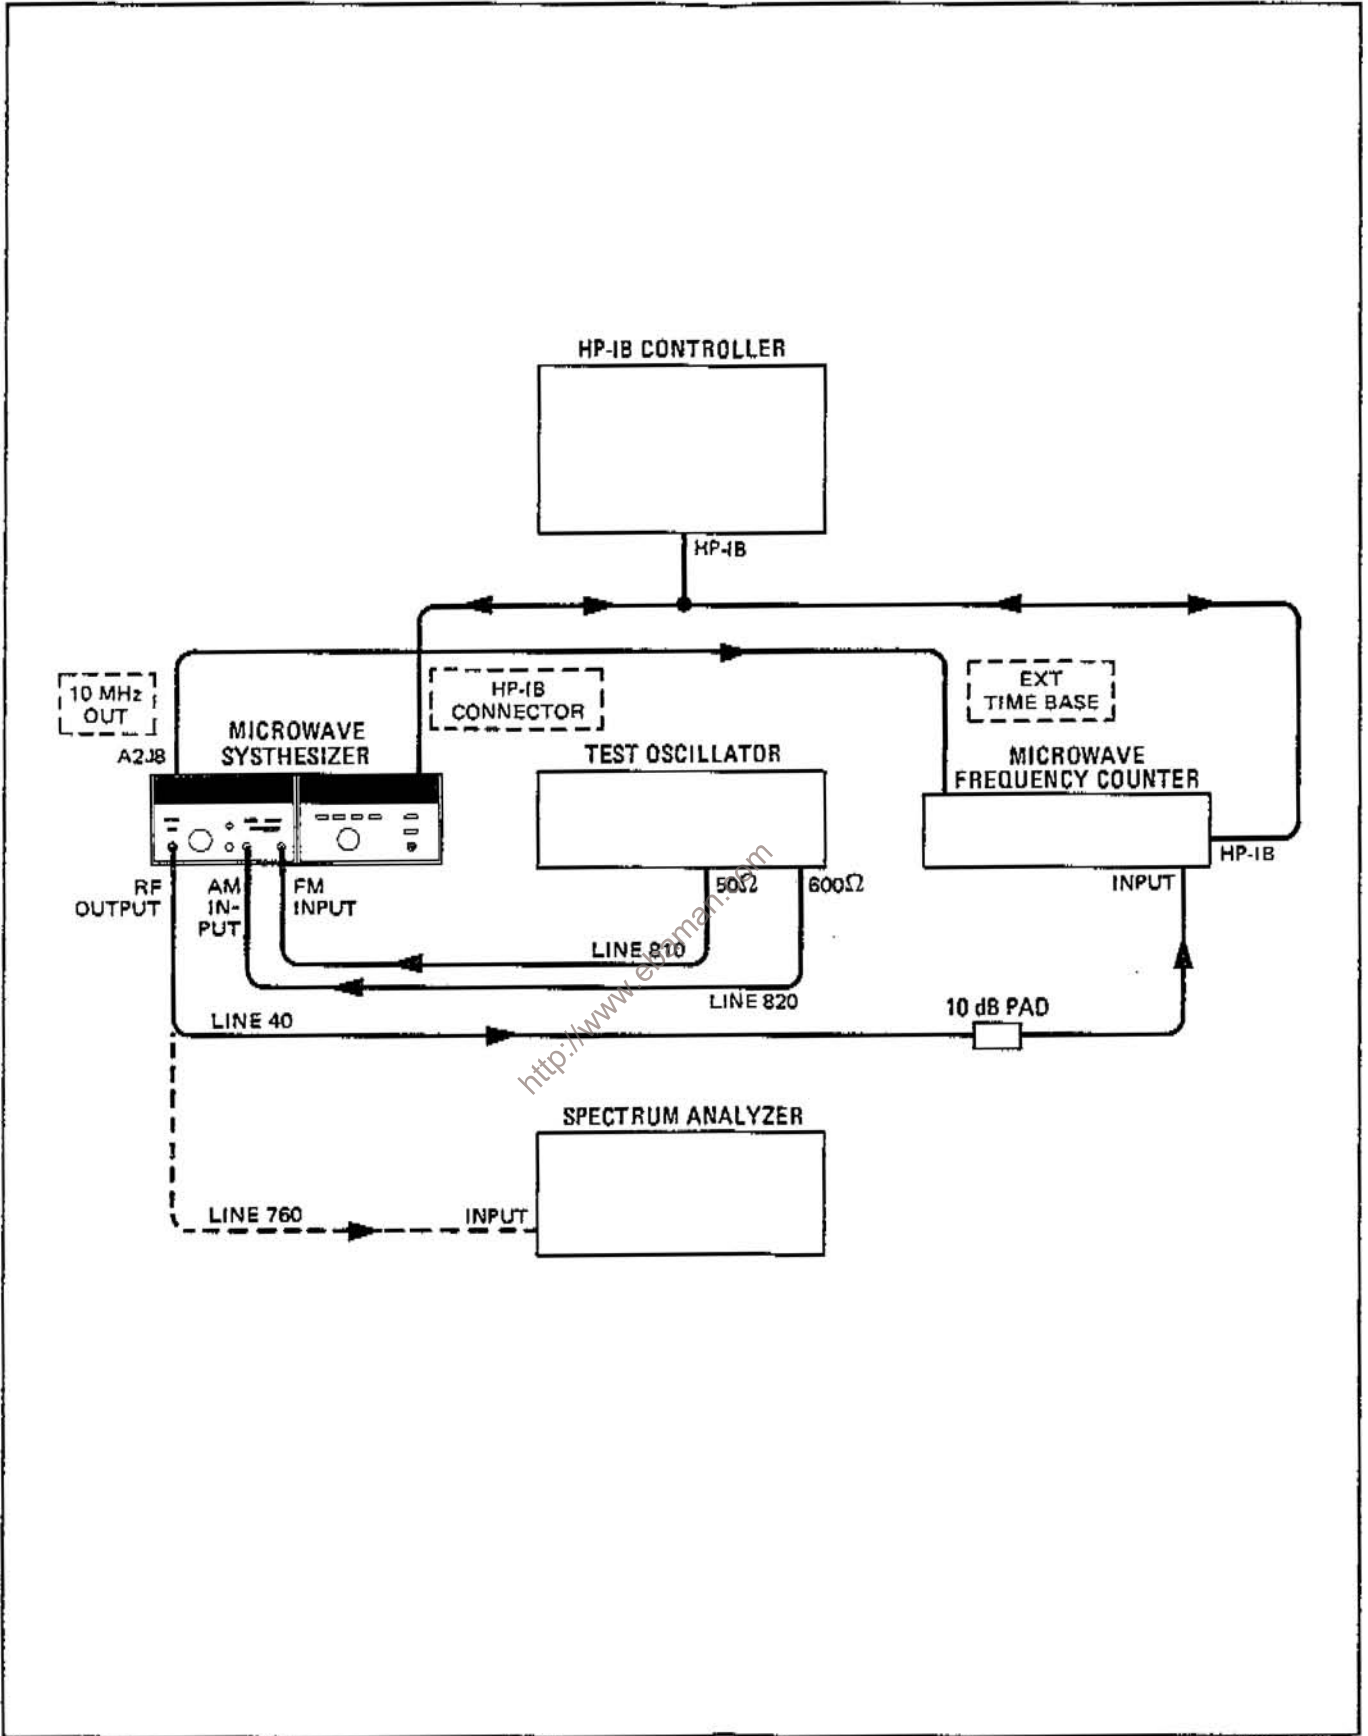 HP-IB CONTROLLER
HP-IB
10 MHz
OUT
A2J8
HP-IB
CONNECTOR
EXT
TIME BASE
MICROWAVE
SYSTHESIZER
TEST OSCILLATOR
MICROWAVE
FREQUENCY COUNTER
HP-IB
RF
OUTPUT
AM
IN-
PUT
FM
INPUT
50Ω
600Ω
INPUT
LINE 810
LINE 820
LINE 40
10 dB PAD
http://www.ebaman.com
SPECTRUM ANALYZER
LINE 760
INPUT